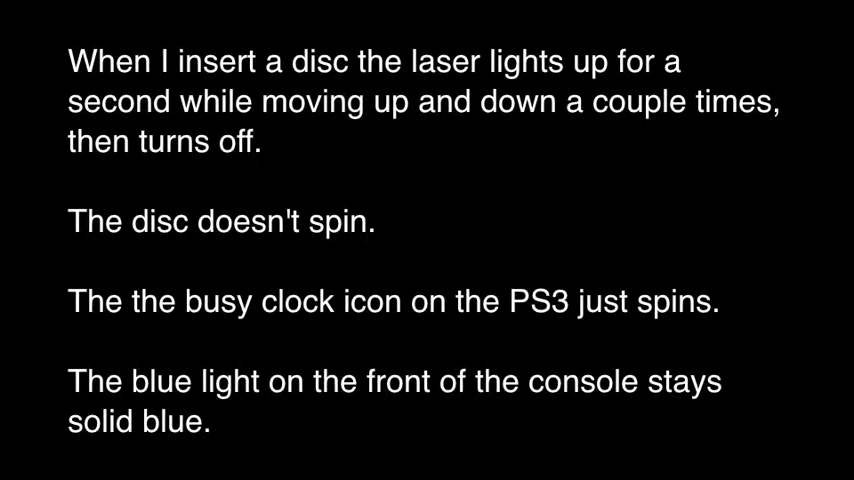 When I insert a disc the laser lights up for a
second while moving up and down a couple times,
then turns off.
The disc doesn't spin.
The the busy clock icon on the PS3 just spins.
The blue light on the front of the console stays
solid blue.